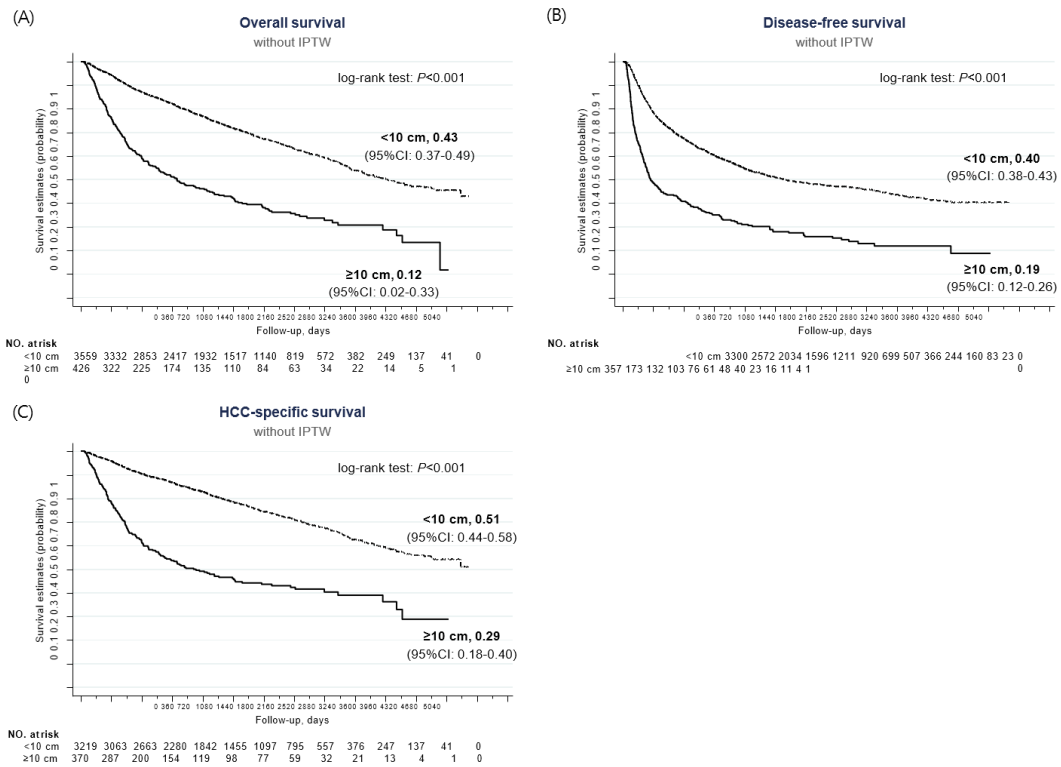 (A)
Overall survival
without IPTW
log-rank test: P<0.001
Survival estimates (probability)
0 0.1 0.2 0.3 0.4 0.5 0.6 0.7 0.8 0.9 1
<10 cm, 0.43
(95%CI: 0.37-0.49)
≥10 cm, 0.12
(95%CI: 0.02-0.33)
0 360 720 1080 1440 1800 2160 2520 2880 3240 3600 3960 4320 4680 5040
Follow-up, days
NO. at risk
<10 cm 3559 3332 2853 2417 1932 1517 1140 819 572 382 249 137 41 0
≥10 cm 426 322 225 174 135 110 84 63 34 22 14 5 1
0
(B)
Disease-free survival
without IPTW
log-rank test: P<0.001
Survival estimates (probability)
0 0.1 0.2 0.3 0.4 0.5 0.6 0.7 0.8 0.9 1
<10 cm, 0.40
(95%CI: 0.38-0.43)
≥10 cm, 0.19
(95%CI: 0.12-0.26)
0 360 720 1080 1440 1800 2160 2520 2880 3240 3600 3960 4320 4680 5040
Follow-up, days
NO. at risk
<10 cm 3300 2572 2034 1596 1211 920 699 507 366 244 160 83 23 0
≥10 cm 357 173 132 103 76 61 48 40 23 16 11 4 1 0
(C)
HCC-specific survival
without IPTW
log-rank test: P<0.001
Survival estimates (probability)
0 0.1 0.2 0.3 0.4 0.5 0.6 0.7 0.8 0.9 1
<10 cm, 0.51
(95%CI: 0.44-0.58)
≥10 cm, 0.29
(95%CI: 0.18-0.40)
0 360 720 1080 1440 1800 2160 2520 2880 3240 3600 3960 4320 4680 5040
Follow-up, days
NO. at risk
<10 cm 3219 3063 2663 2280 1842 1455 1097 795 557 376 247 137 41 0
≥10 cm 370 287 200 154 119 98 77 59 32 21 13 4 1 0